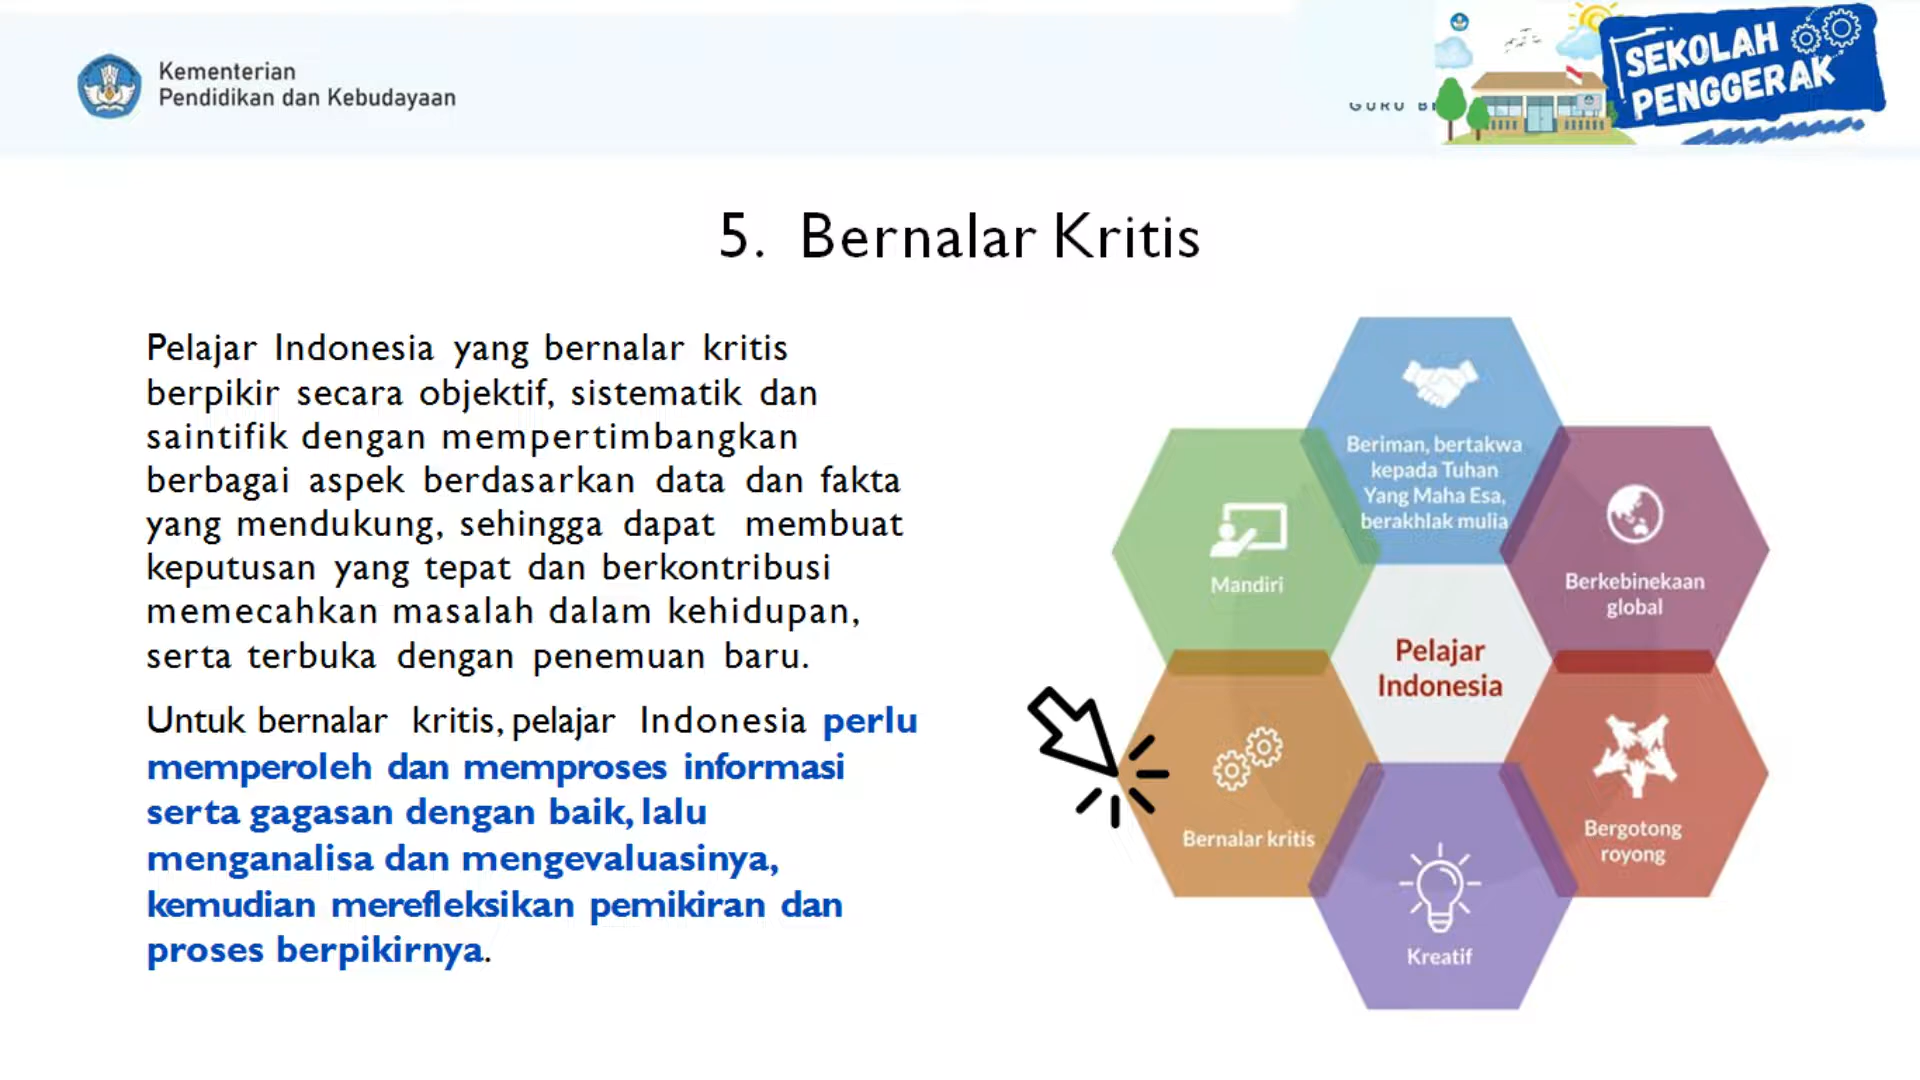 Kementerian
Pendidikan dan Kebudayaan
GURU
SEKOLAH
PENGGERAK
5. Bernalar Kritis
Pelajar Indonesia yang bernalar kritis
berpikir secara objektif, sistematik dan
saintifik dengan mempertimbangkan
berbagai aspek berdasarkan data dan fakta
yang mendukung, sehingga dapat membuat
keputusan yang tepat dan berkontribusi
memecahkan masalah dalam kehidupan,
serta terbuka dengan penemuan baru.
Untuk bernalar kritis, pelajar Indonesia perlu
memperoleh dan memproses informasi
serta gagasan dengan baik, lalu
menganalisa dan mengevaluasinya,
kemudian merefleksikan pemikiran dan
proses berpikirnya.
Beriman, bertakwa
kepada Tuhan
Yang Maha Esa,
berakhlak mulia
Mandiri
Berkebinekaan
global
Pelajar
Indonesia
Bernalar kritis
Bergotong
royong
Kreatif